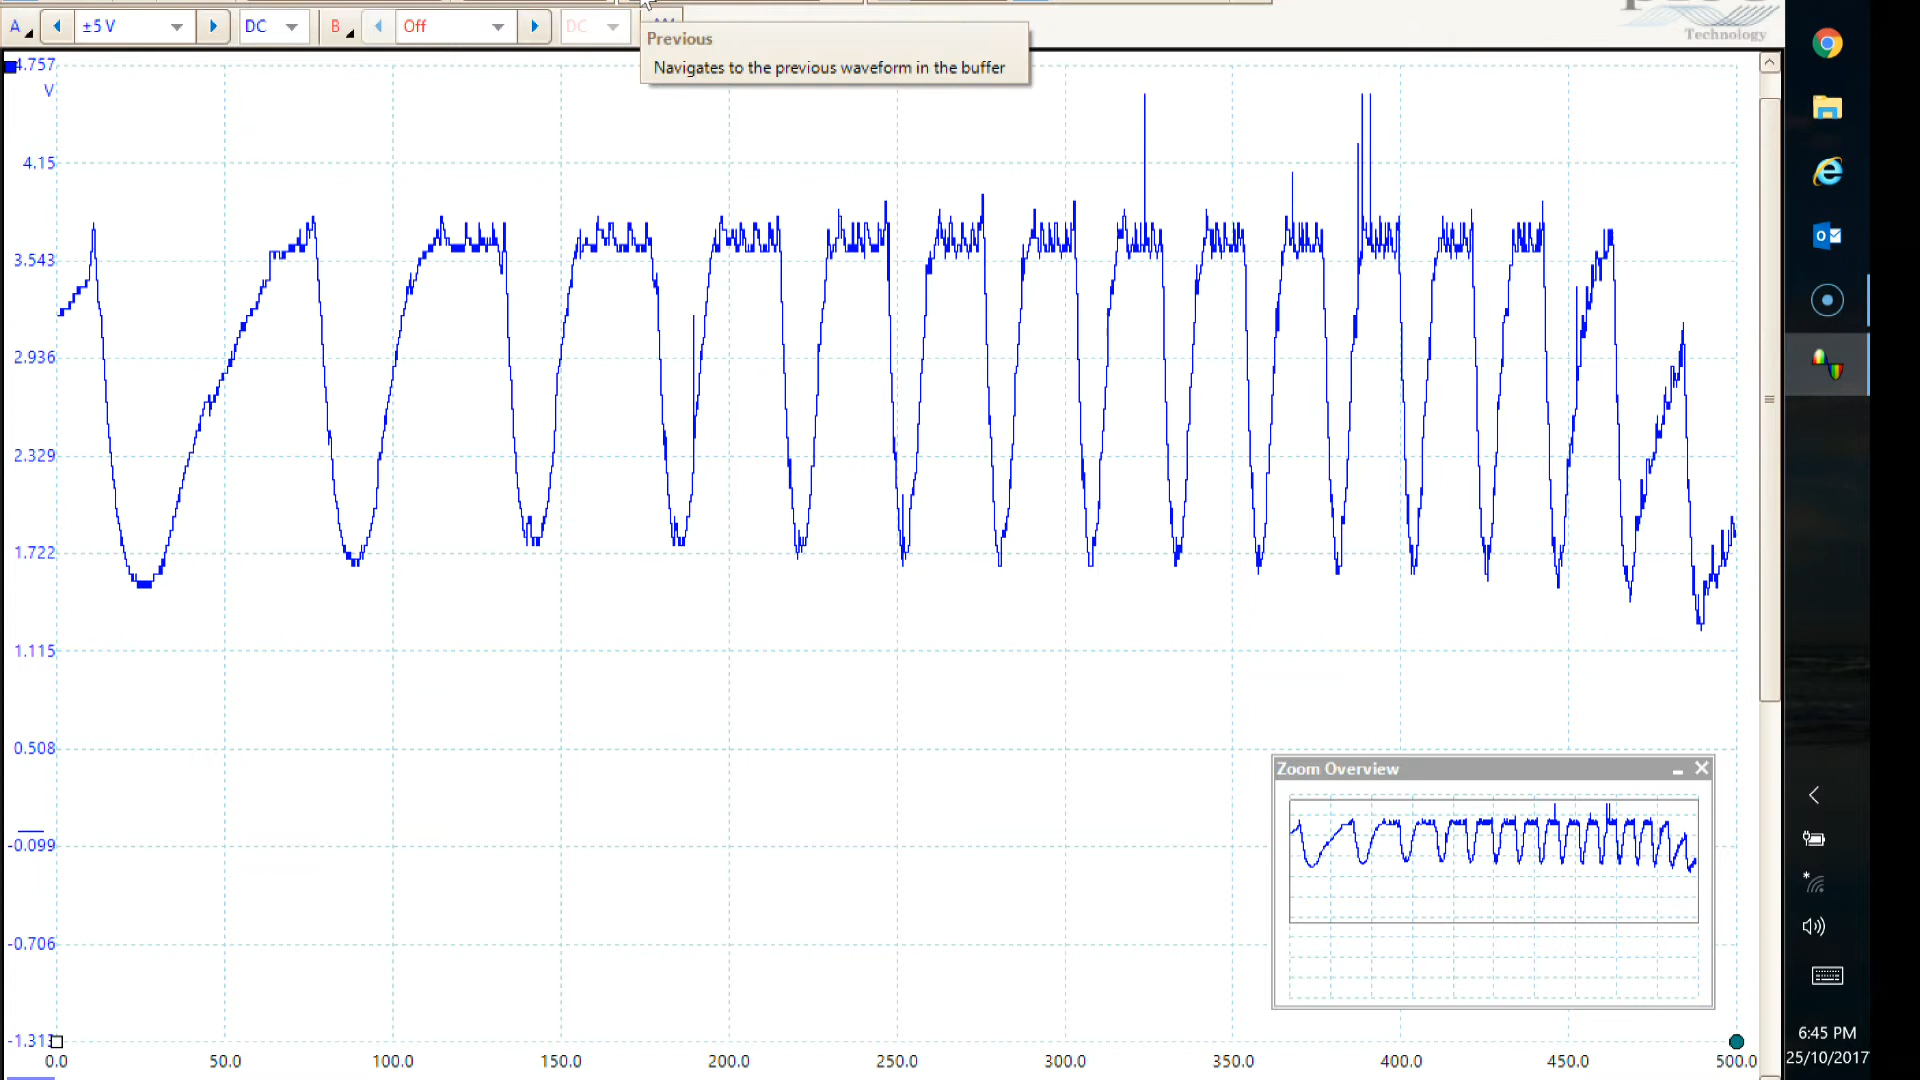 A ±5 V DC B Off DC
Technology
Previous
Navigates to the previous waveform in the buffer
4.757
V
4.15
3.543
2.936
2.329
1.722
1.115
0.508
Zoom Overview
-0.099
-0.706
0.0 50.0 100.0 150.0 200.0 250.0 300.0 350.0 400.0 450.0 500.0
6:45 PM
25/10/2017